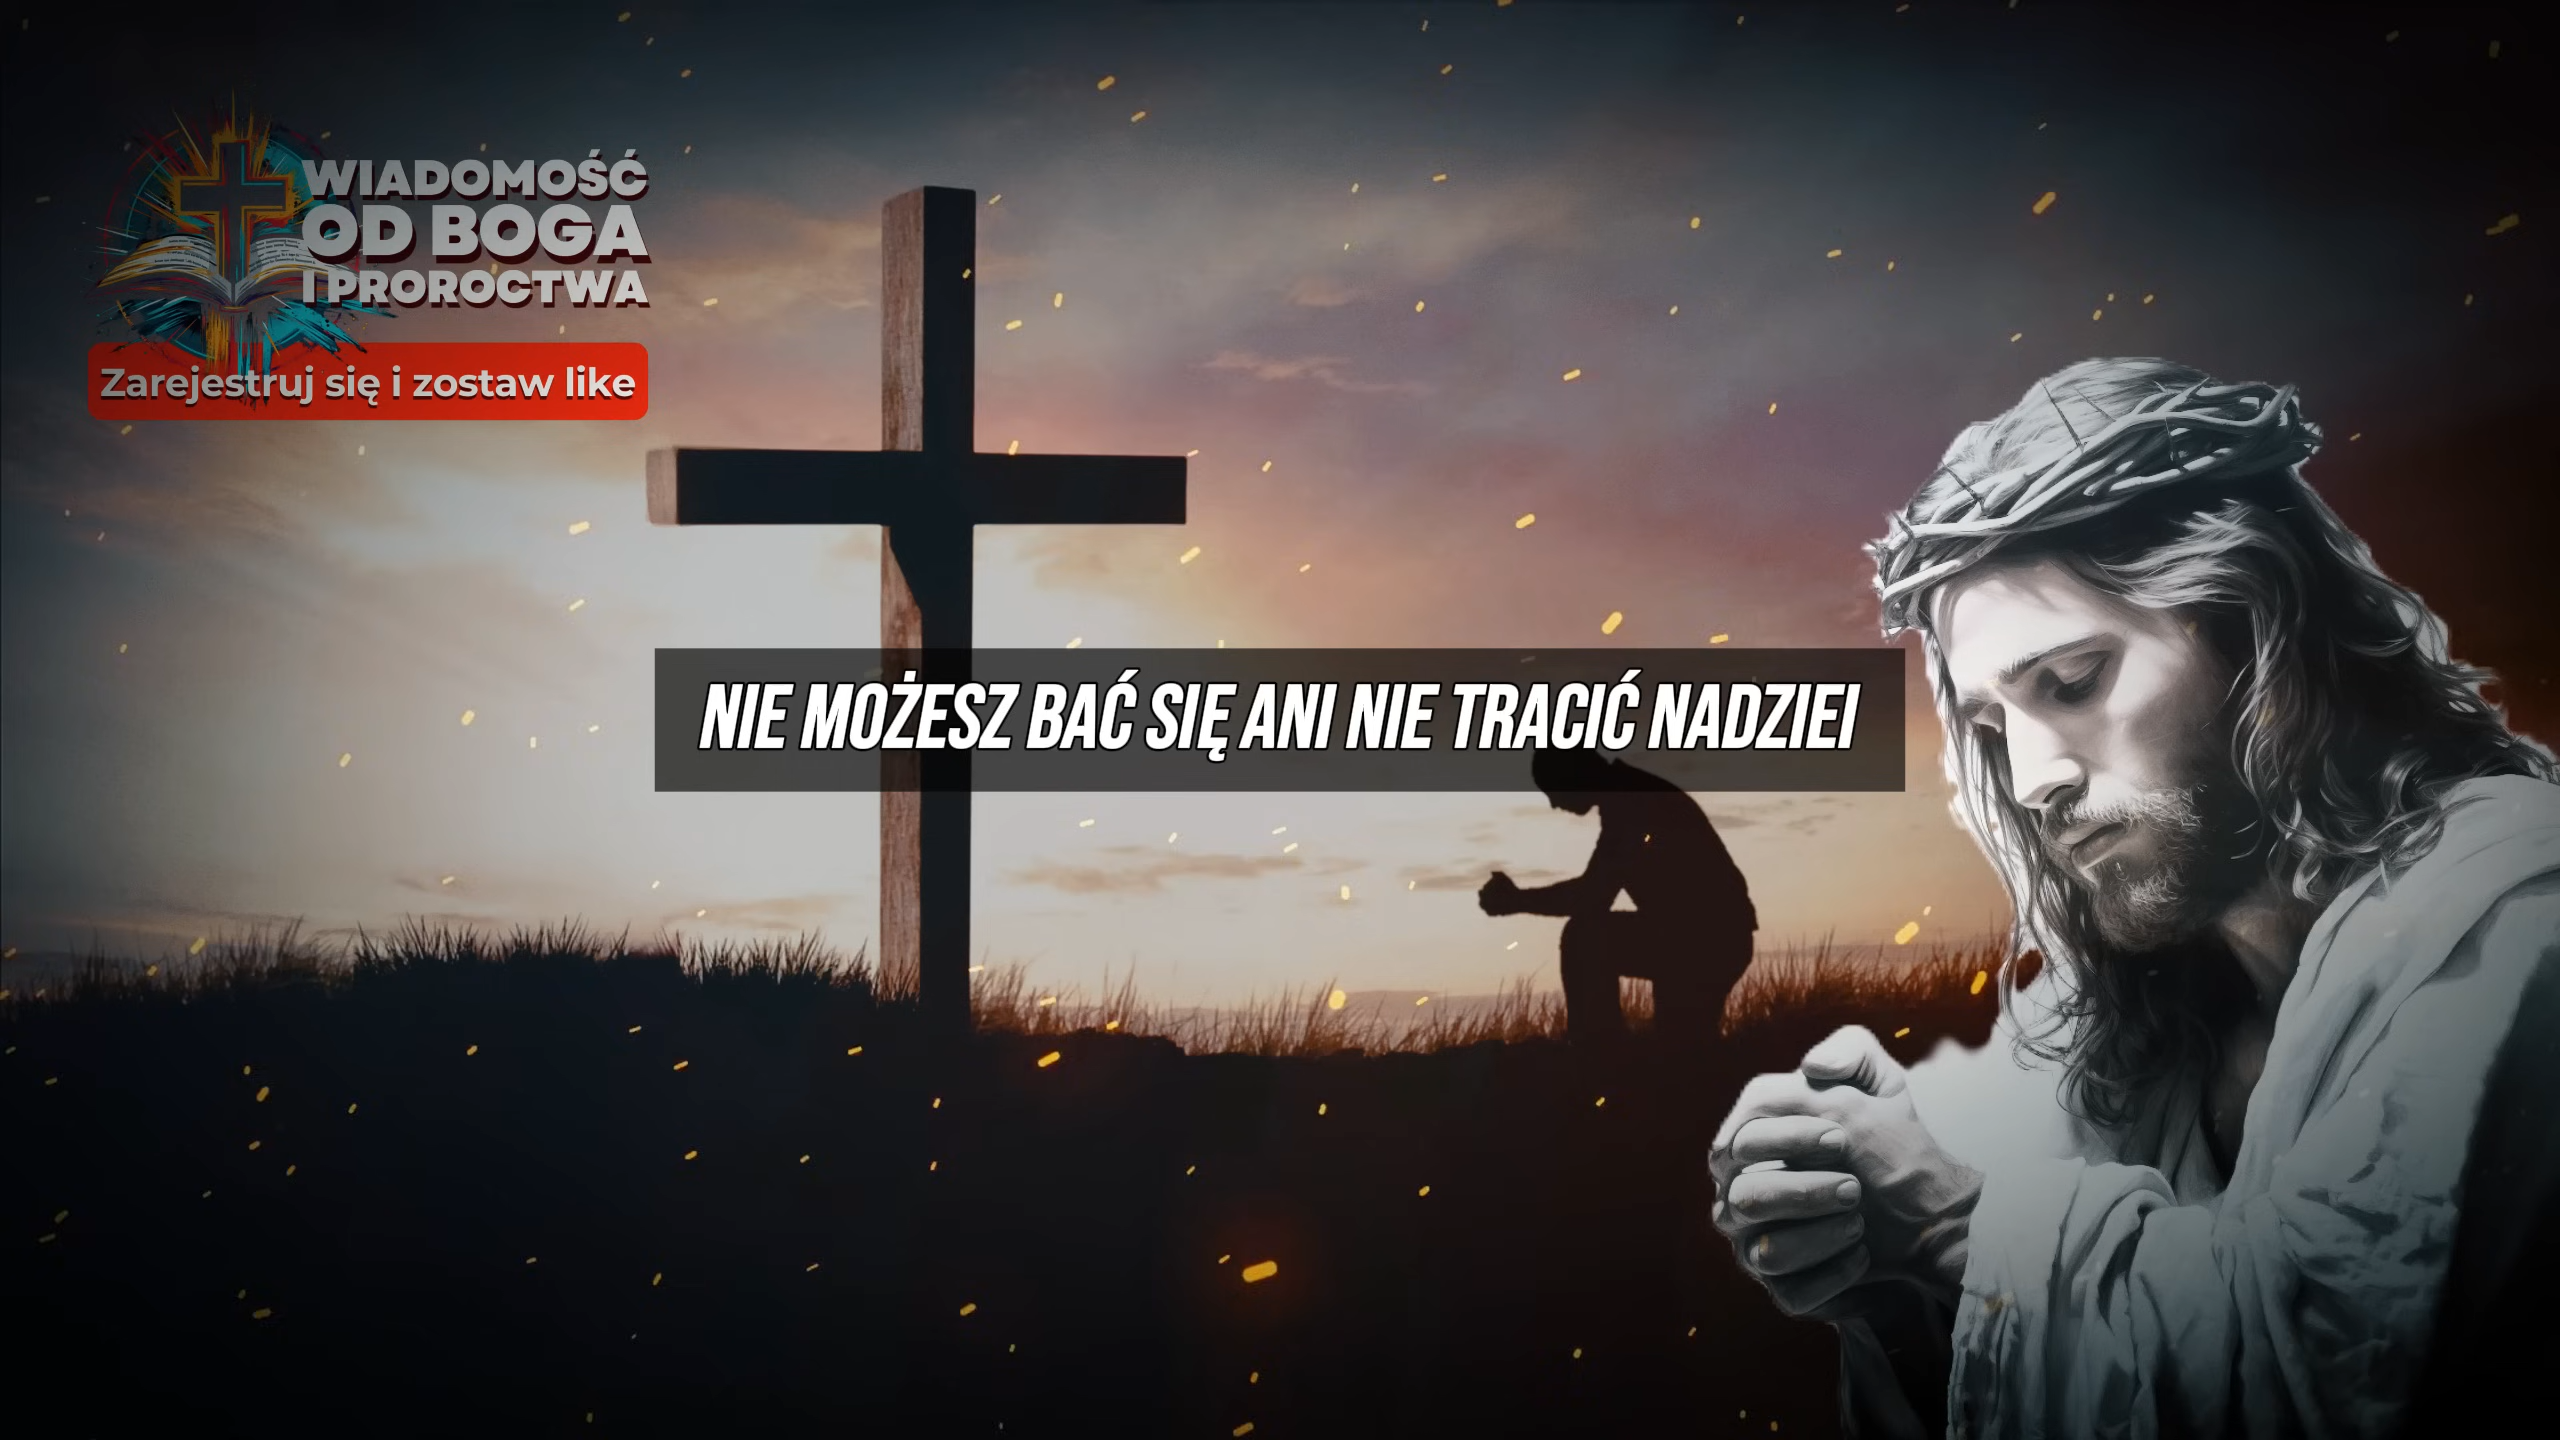 WIADOMOŚĆ
OD BOGA
I PROROCTWA
Zarejestruj się i zostaw like
NIE MOŻESZ BAĆ SIĘ ANI NIE TRACIĆ NADZIEI